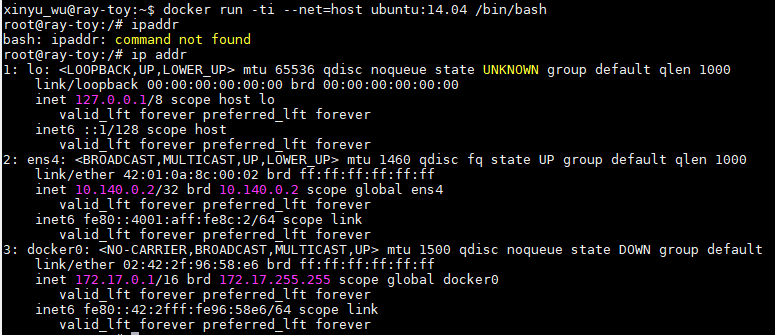 xinyu_wu@ray-toy:~$ docker run -ti --net=host ubuntu:14.04 /bin/bash
root@ray-toy:/# ipaddr
bash: ipaddr: command not found
root@ray-toy:/# ip addr
1: lo: <LOOPBACK,UP,LOWER_UP> mtu 65536 qdisc noqueue state UNKNOWN group default qlen 1000
    link/loopback 00:00:00:00:00:00 brd 00:00:00:00:00:00
    inet 127.0.0.1/8 scope host lo
       valid_lft forever preferred_lft forever
    inet6 ::1/128 scope host
       valid_lft forever preferred_lft forever
2: ens4: <BROADCAST,MULTICAST,UP,LOWER_UP> mtu 1460 qdisc fq state UP group default qlen 1000
    link/ether 42:01:0a:8c:00:02 brd ff:ff:ff:ff:ff:ff
    inet 10.140.0.2/32 brd 10.140.0.2 scope global ens4
       valid_lft forever preferred_lft forever
    inet6 fe80::4001:aff:fe8c:2/64 scope link
       valid_lft forever preferred_lft forever
3: docker0: <NO-CARRIER,BROADCAST,MULTICAST,UP> mtu 1500 qdisc noqueue state DOWN group default
    link/ether 02:42:2f:96:58:e6 brd ff:ff:ff:ff:ff:ff
    inet 172.17.0.1/16 brd 172.17.255.255 scope global docker0
       valid_lft forever preferred_lft forever
    inet6 fe80::42:2fff:fe96:58e6/64 scope link
       valid_lft forever preferred_lft forever